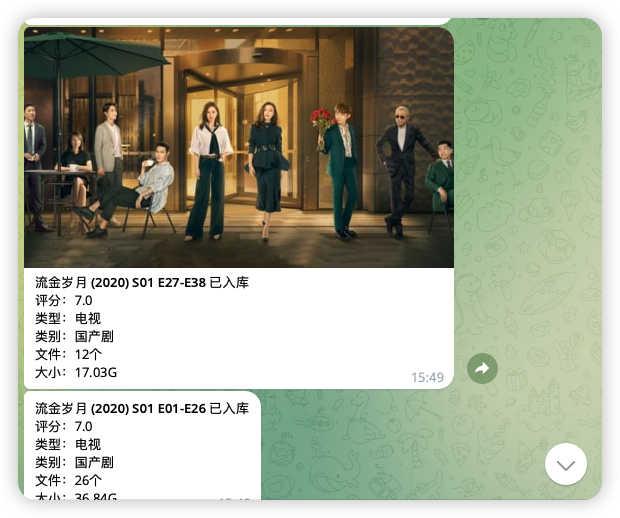 流金岁月 (2020) S01 E27-E38 已入库
评分：7.0
类型：电视
类别：国产剧
文件：12个
大小：17.03G
15:49
流金岁月 (2020) S01 E01-E26 已入库
评分：7.0
类型：电视
类别：国产剧
文件：26个
大小：36.84G